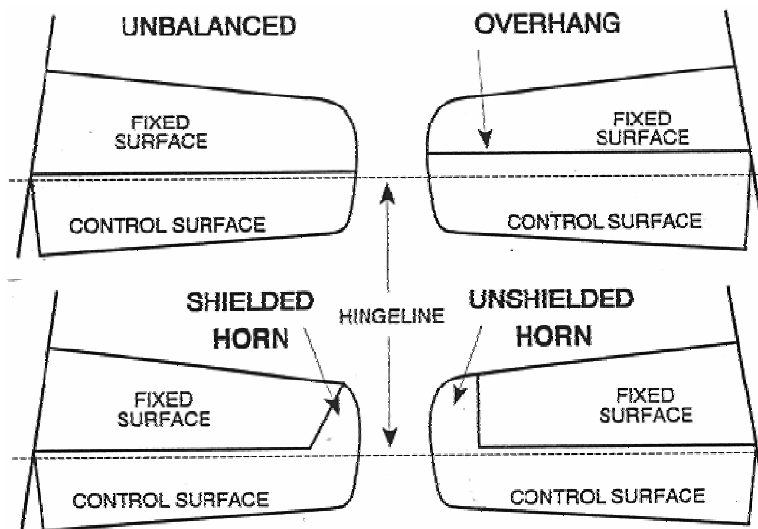 UNBALANCED
OVERHANG
FIXED
SURFACE
FIXED
SURFACE
CONTROL SURFACE
CONTROL SURFACE
SHIELDED
HORN
HINGELINE
UNSHIELDED
HORN
FIXED
SURFACE
FIXED
SURFACE
CONTROL SURFACE
CONTROL SURFACE